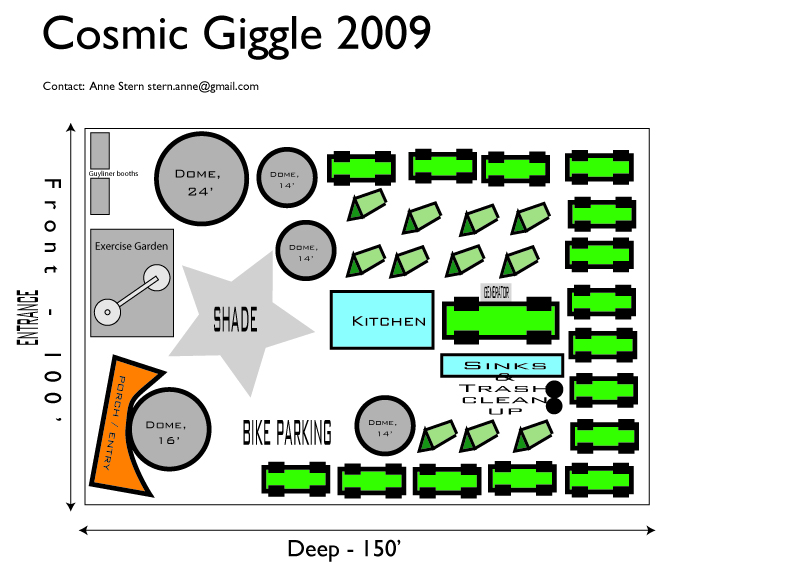 Cosmic Giggle 2009
Contact: Anne Stern stern.anne@gmail.com
Guyliner booths
Dome,
24'
Dome,
14'
Front - 100'
Exercise Garden
Dome,
14'
ENTRANCE
SHADE
Kitchen
GENERATOR
Sinks
&
Trash
clean
up
PORCH / ENTRY
Dome,
16'
BIKE PARKING
Dome,
14'
Deep - 150'